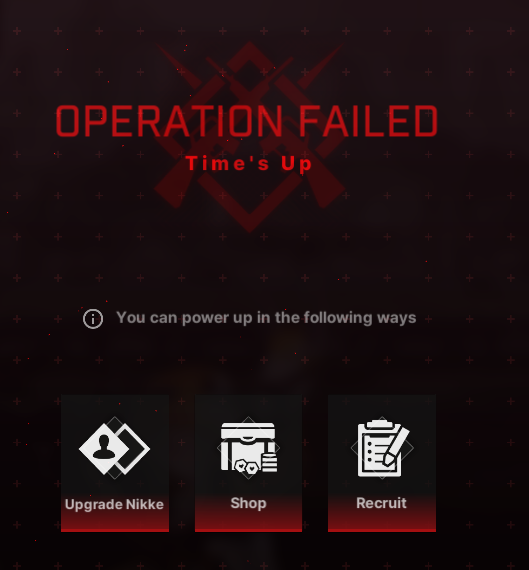 OPERATION FAILED
Time's Up
You can power up in the following ways
Upgrade Nikke
Shop
Recruit